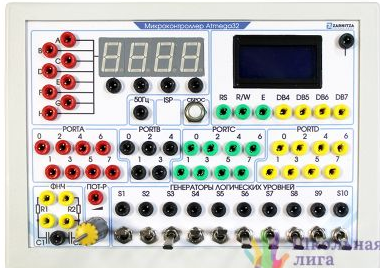 Микроконтроллер Atmega32
ZARNITZA
A
B
C
D
E
F
G
H
50Гц
ISP
СБРОС
RS R/W E DB4 DB5 DB6 DB7
PORTA PORTB PORTC PORTD
0 2 4 6 0 2 4 6 0 2 4 6 0 2 4 6
1 3 5 7 1 3 5 7 1 3 5 7 1 3 5 7
ФНЧ ПОТ-Р ГЕНЕРАТОРЫ ЛОГИЧЕСКИХ УРОВНЕЙ
S1 S2 S3 S4 S5 S6 S7 S8 S9 S10
R1 R2
C1
Школьная
лига